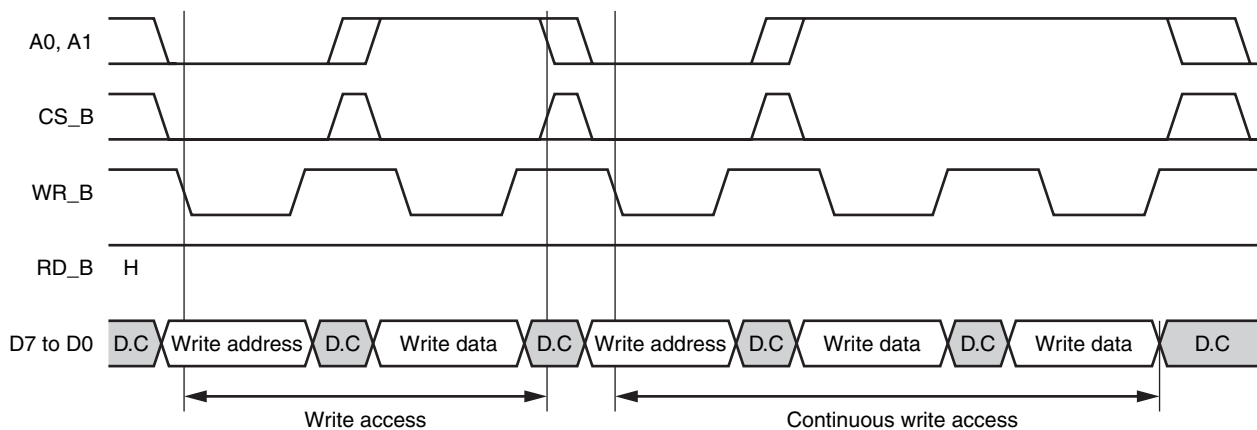 A0, A1
CS_B
WR_B
RD_B H
D7 to D0 D.C Write address D.C Write data D.C Write address D.C Write data D.C Write data D.C
Write access Continuous write access